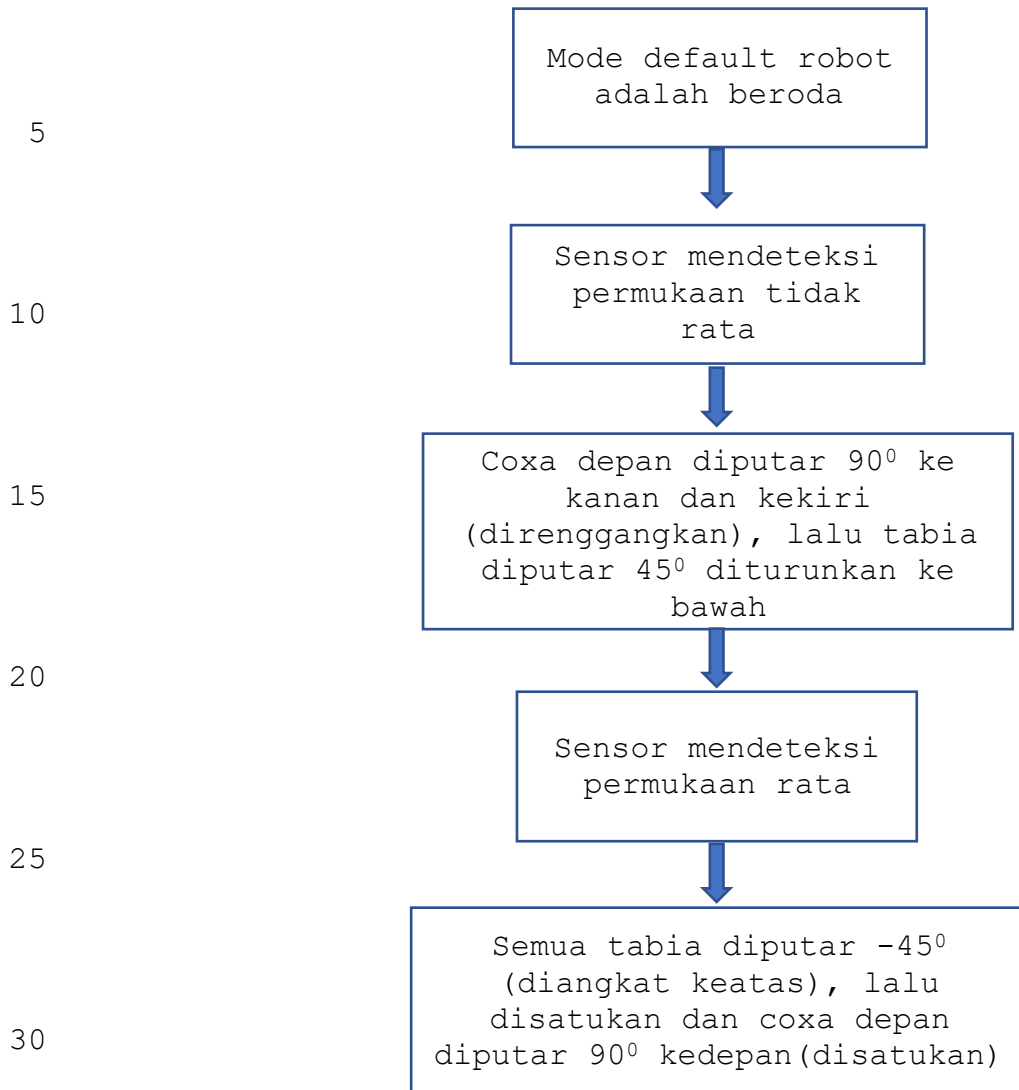 Mode default robot
adalah beroda
5
Sensor mendeteksi
permukaan tidak
rata
10
Coxa depan diputar 90⁰ ke
kanan dan kekiri
(direnggangkan), lalu tabia
diputar 45⁰ diturunkan ke
bawah
15
20
Sensor mendeteksi
permukaan rata
25
Semua tabia diputar -45⁰
(diangkat keatas), lalu
disatukan dan coxa depan
diputar 90⁰ kedepan(disatukan)
30